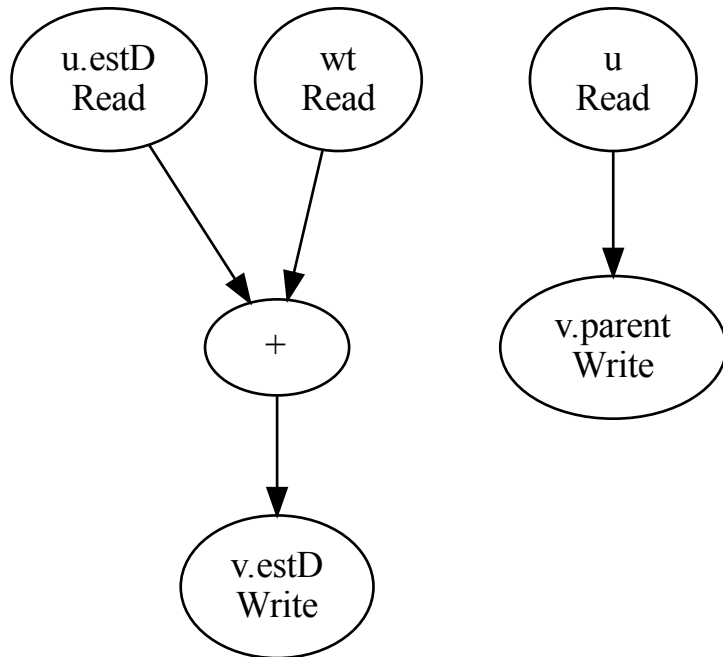 u.estD
Read
wt
Read
u
Read
+
v.parent
Write
v.estD
Write